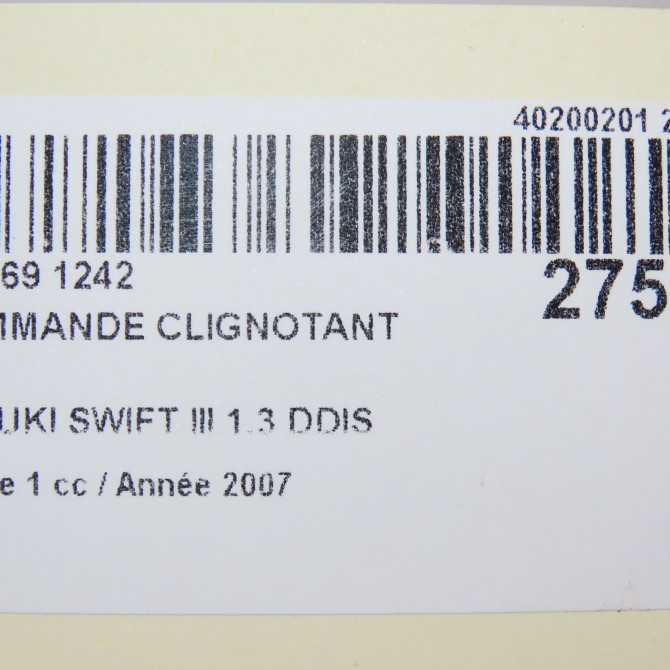 40200201 2
69 1242
275
MMANDE CLIGNOTANT
UKI SWIFT III 1.3 DDIS
e 1 cc / Année 2007